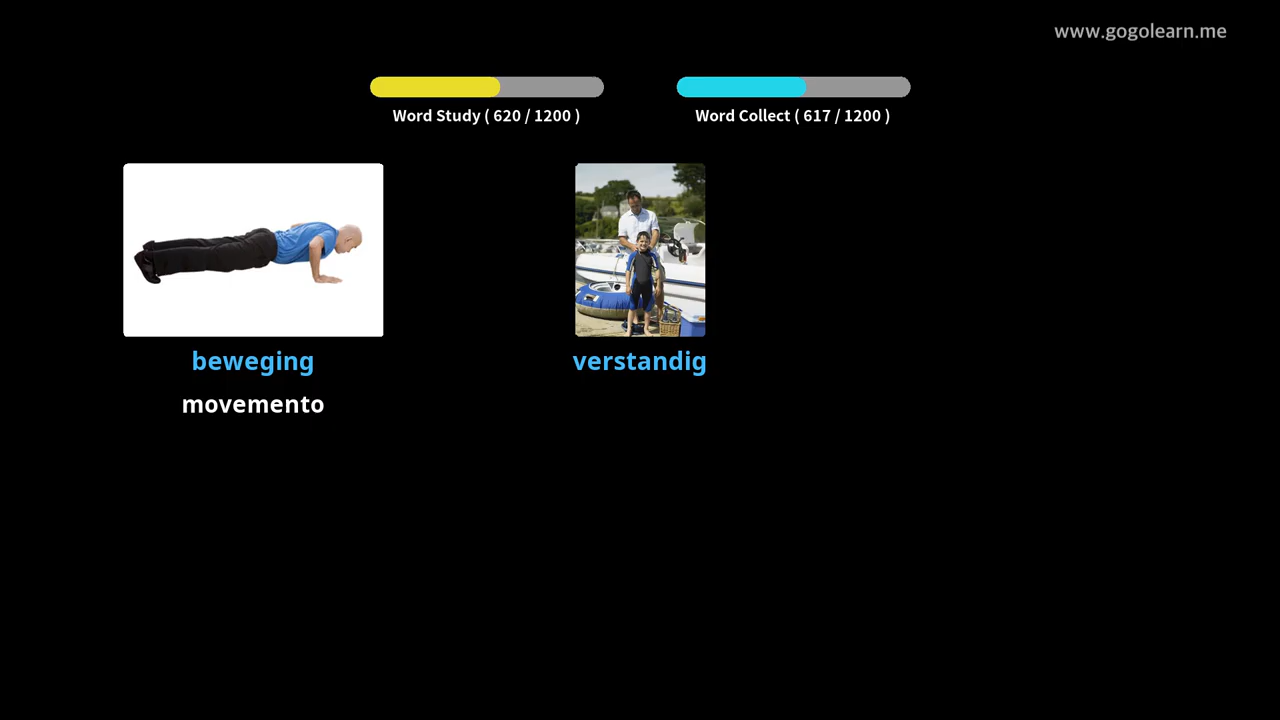 www.gogolearn.me
Word Study ( 620 / 1200 )
Word Collect ( 617 / 1200 )
beweging
verstandig
movemento